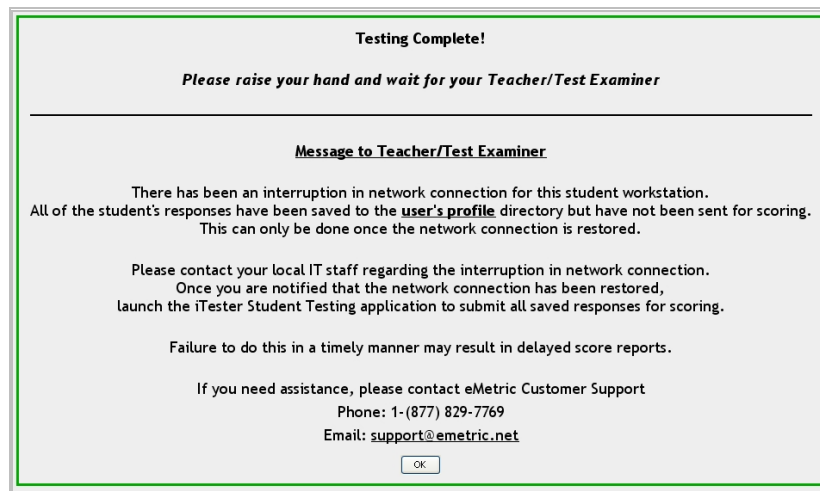 Testing Complete!
Please raise your hand and wait for your Teacher/Test Examiner
Message to Teacher/Test Examiner
There has been an interruption in network connection for this student workstation.
All of the student's responses have been saved to the user's profile directory but have not been sent for scoring.
This can only be done once the network connection is restored.
Please contact your local IT staff regarding the interruption in network connection.
Once you are notified that the network connection has been restored,
launch the iTester Student Testing application to submit all saved responses for scoring.
Failure to do this in a timely manner may result in delayed score reports.
If you need assistance, please contact eMetric Customer Support
Phone: 1-(877) 829-7769
Email: support@emetric.net
OK